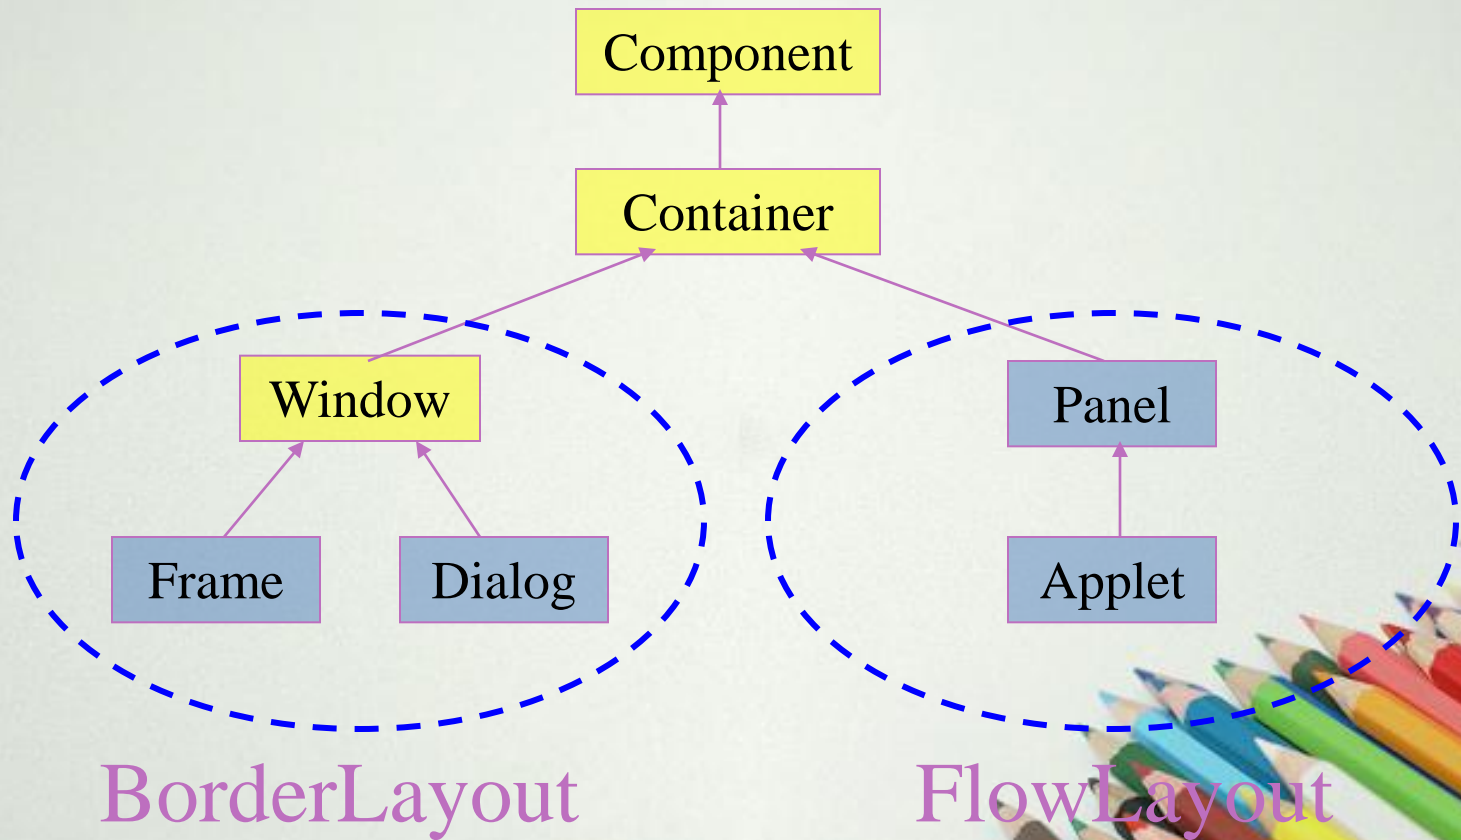 Component
Container
Window
Panel
Frame
Dialog
Applet
BorderLayout
FlowLayout